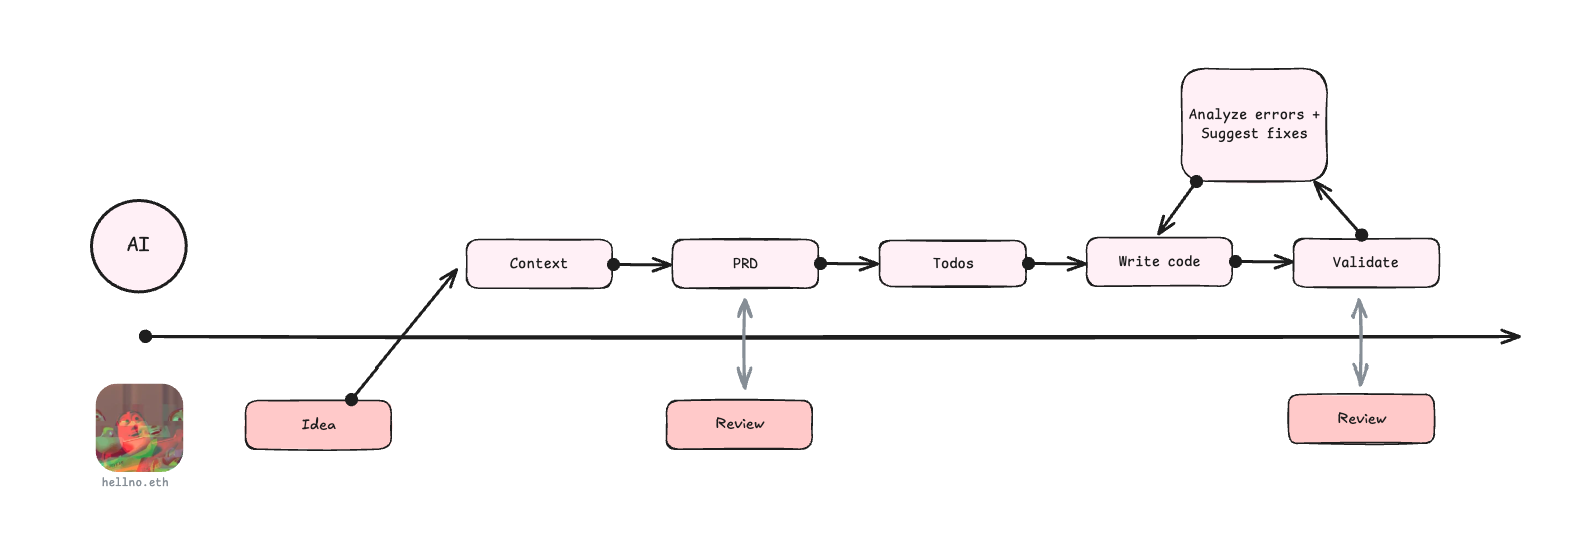 Analyze errors +
Suggest fixes
AI
Context
PRD
Todos
Write code
Validate
Idea
Review
Review
hellno.eth